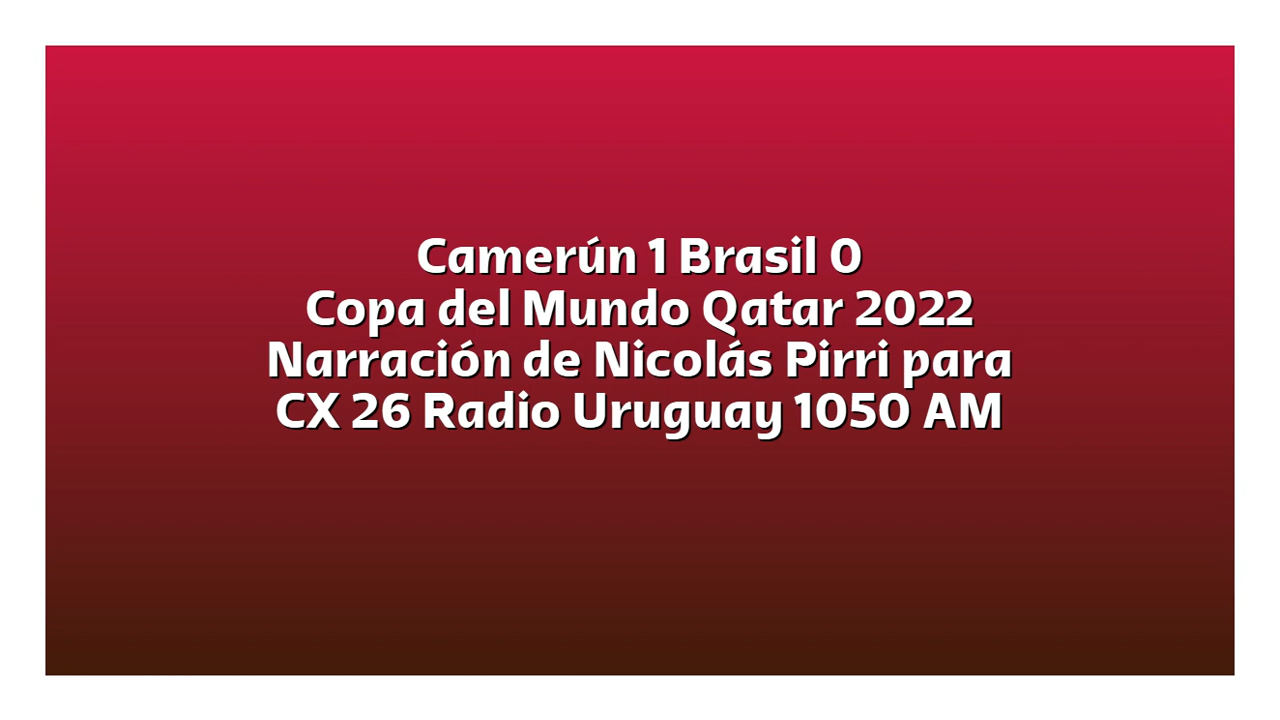 Camerún 1 Brasil 0
Copa del Mundo Qatar 2022
Narración de Nicolás Pirri para
CX 26 Radio Uruguay 1050 AM